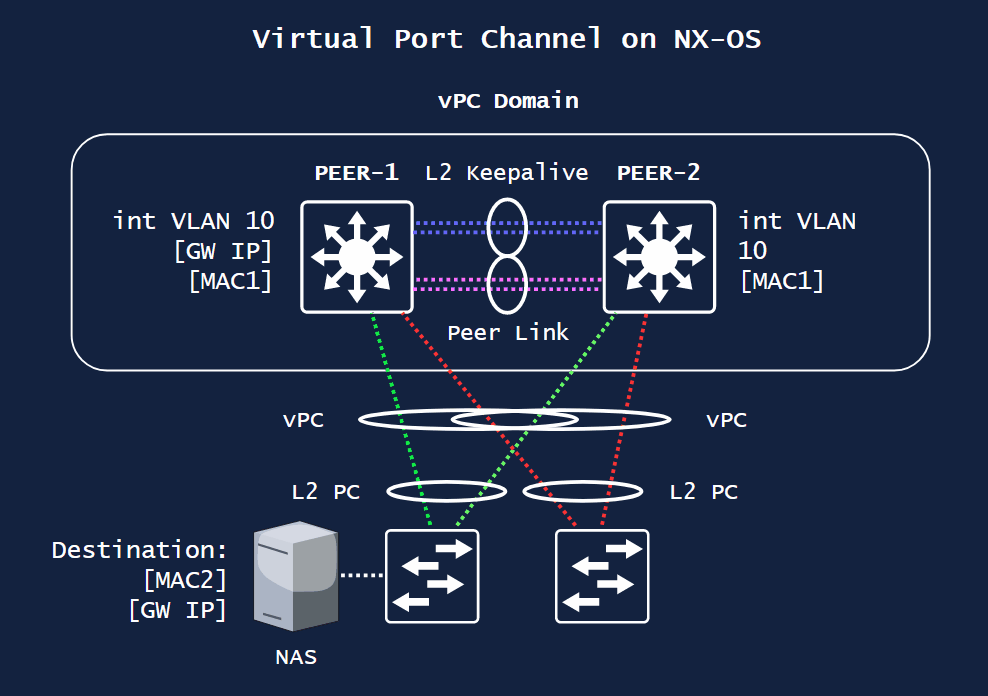 Virtual Port Channel on NX-OS
vPC Domain
PEER-1
L2 Keepalive
PEER-2
int VLAN 10
[GW IP]
[MAC1]
int VLAN
10
[MAC1]
Peer Link
vPC
vPC
L2 PC
L2 PC
Destination:
[MAC2]
[GW IP]
NAS